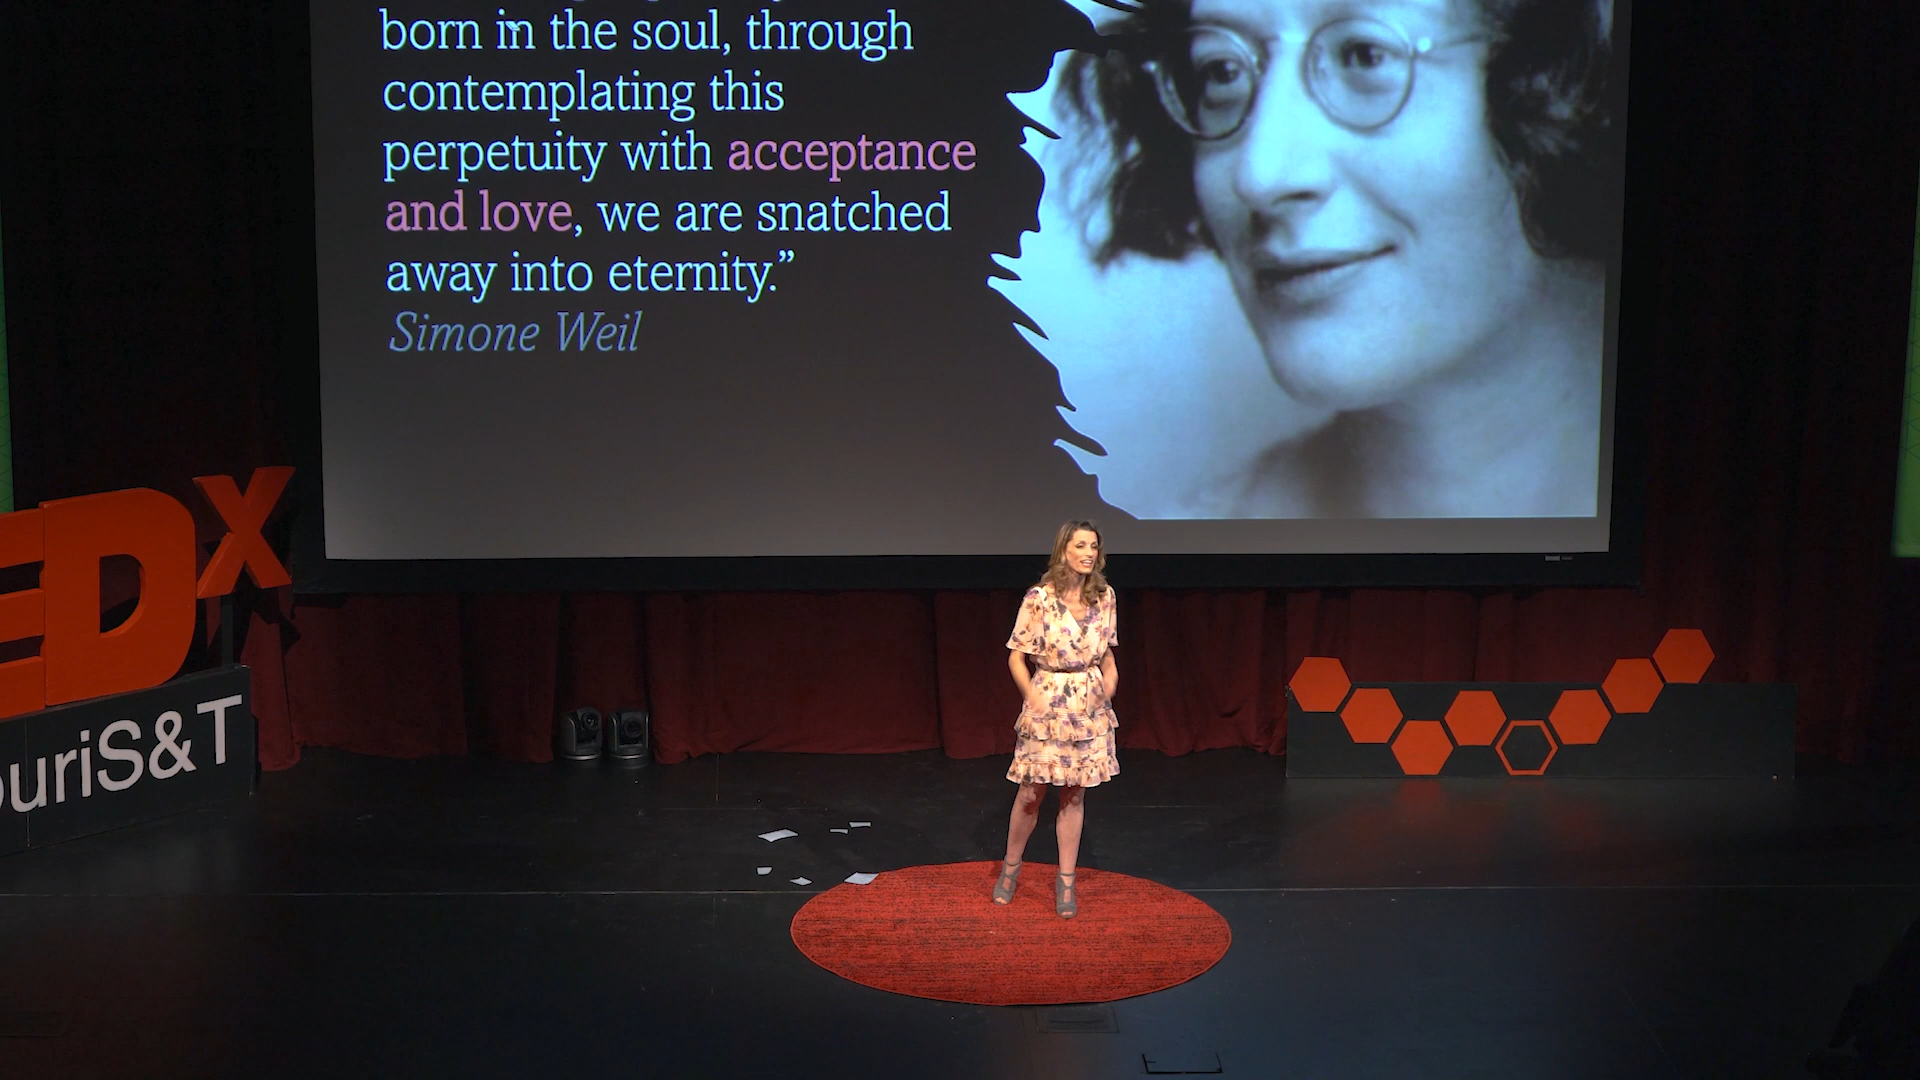 born in the soul, through
contemplating this
perpetuity with acceptance
and love, we are snatched
away into eternity.”
Simone Weil
EDx
ouriS&T